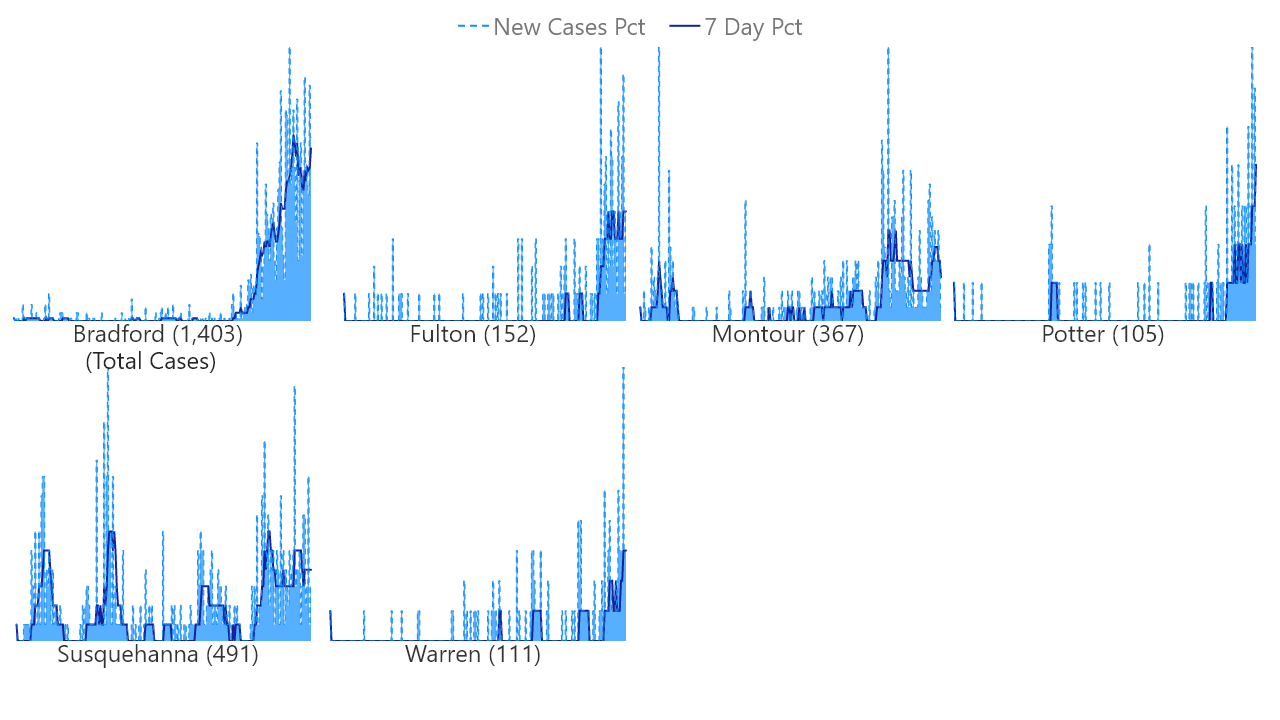 New Cases Pct 7 Day Pct
Bradford (1,403)
(Total Cases)
Fulton (152)
Montour (367)
Potter (105)
Susquehanna (491)
Warren (111)